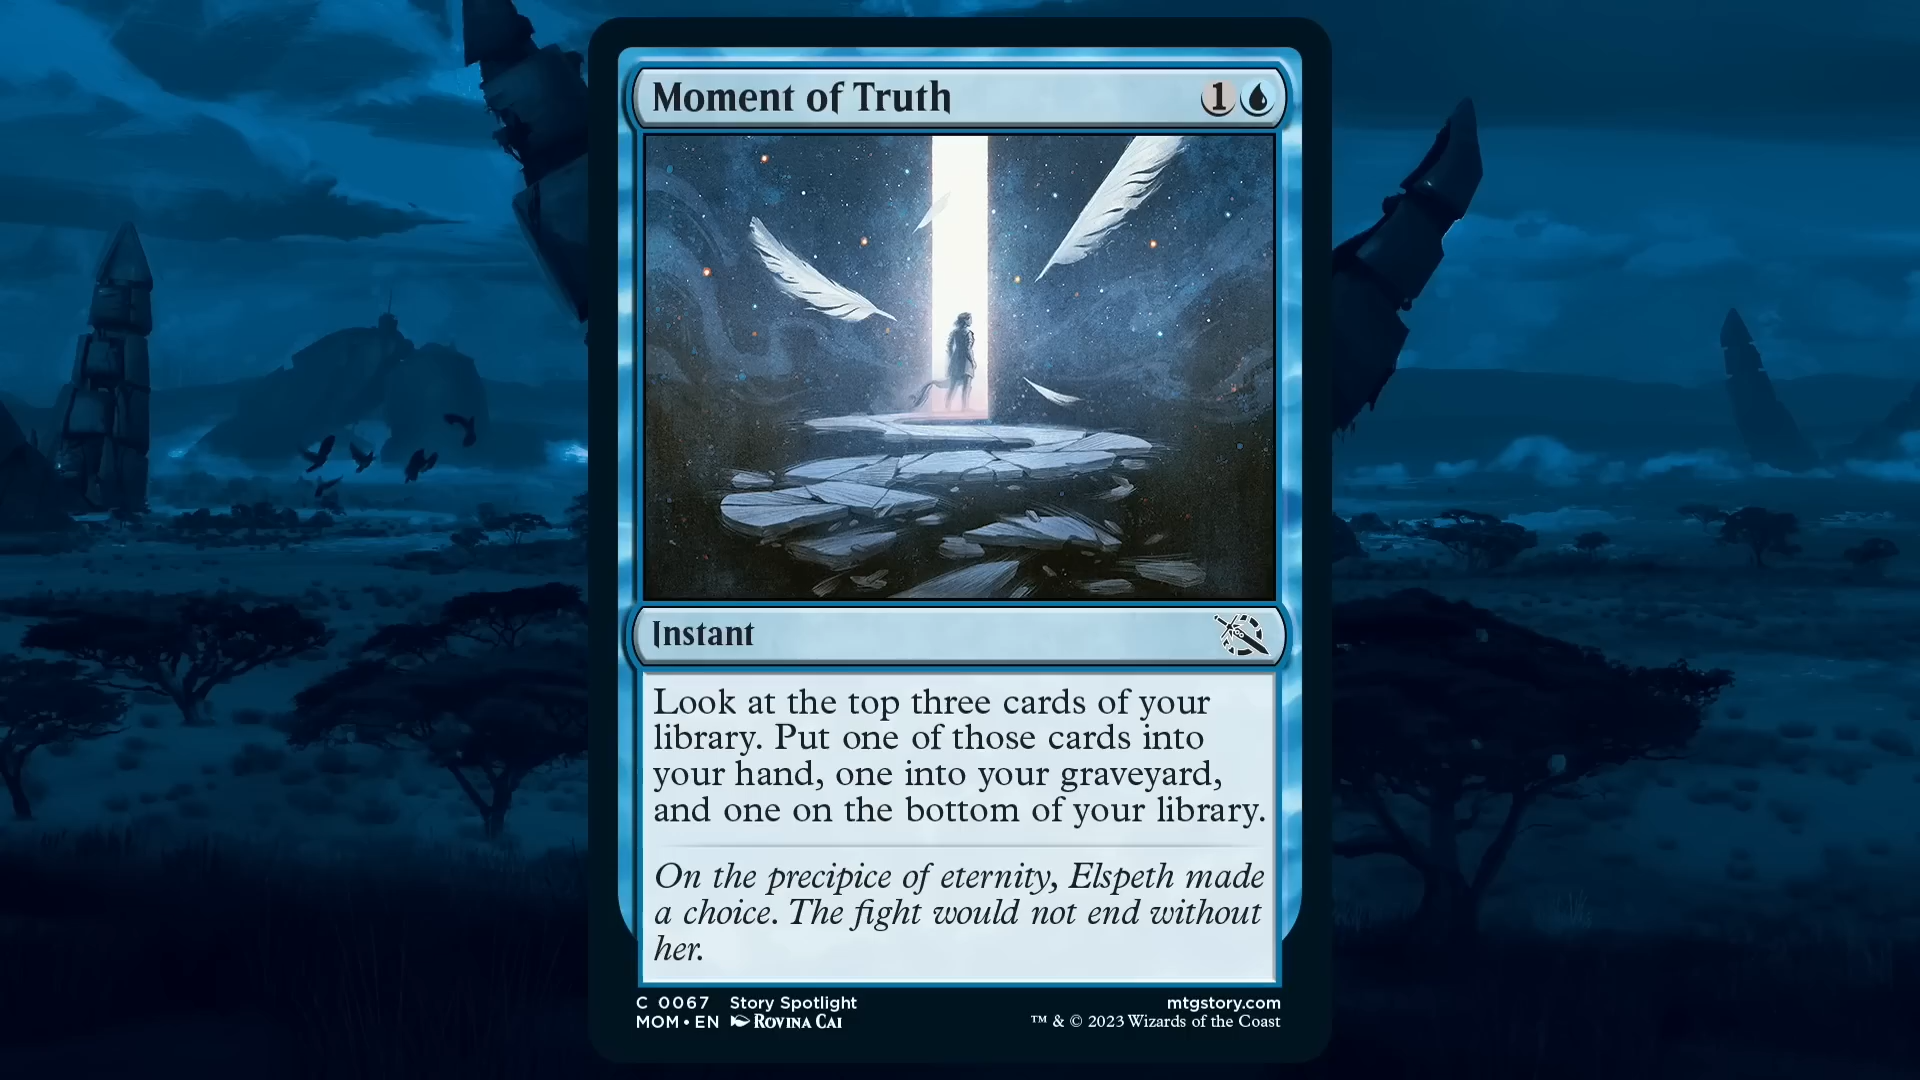 Moment of Truth 1
Instant
Look at the top three cards of your
library. Put one of those cards into
your hand, one into your graveyard,
and one on the bottom of your library.
On the precipice of eternity, Elspeth made
a choice. The fight would not end without
her.
C 0067 Story Spotlight mtgstory.com
MOM • EN Rovina Cai ™ & © 2023 Wizards of the Coast